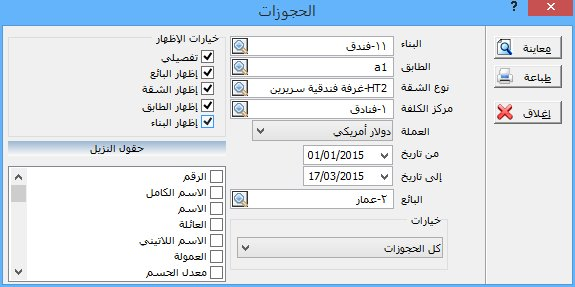 الحجوزات
?
معاينة
طباعة
إغلاق
البناء
١١-فندق
الطابق
a1
نوع الشقة
HT2-غرفة فندقية سريرين
مركز الكلفة
١-فنادق
العملة
دولار أمريكي
من تاريخ
01/01/2015
إلى تاريخ
17/03/2015
البائع
٢-عمار
خيارات
كل الحجوزات
خيارات الإظهار
تفصيلي
إظهار البائع
إظهار الشقة
إظهار الطابق
إظهار البناء
حقول النزيل
الرقم
الاسم الكامل
الاسم
العائلة
الاسم اللاتيني
العمولة
معدل الحسم